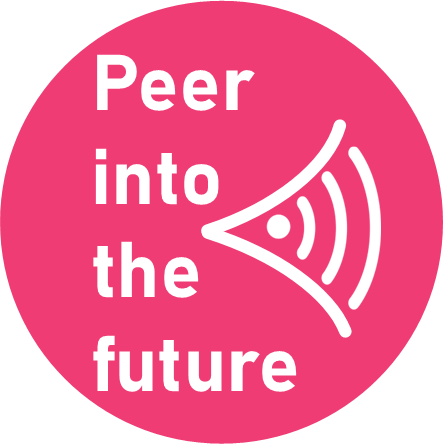 Peer
into
the
future